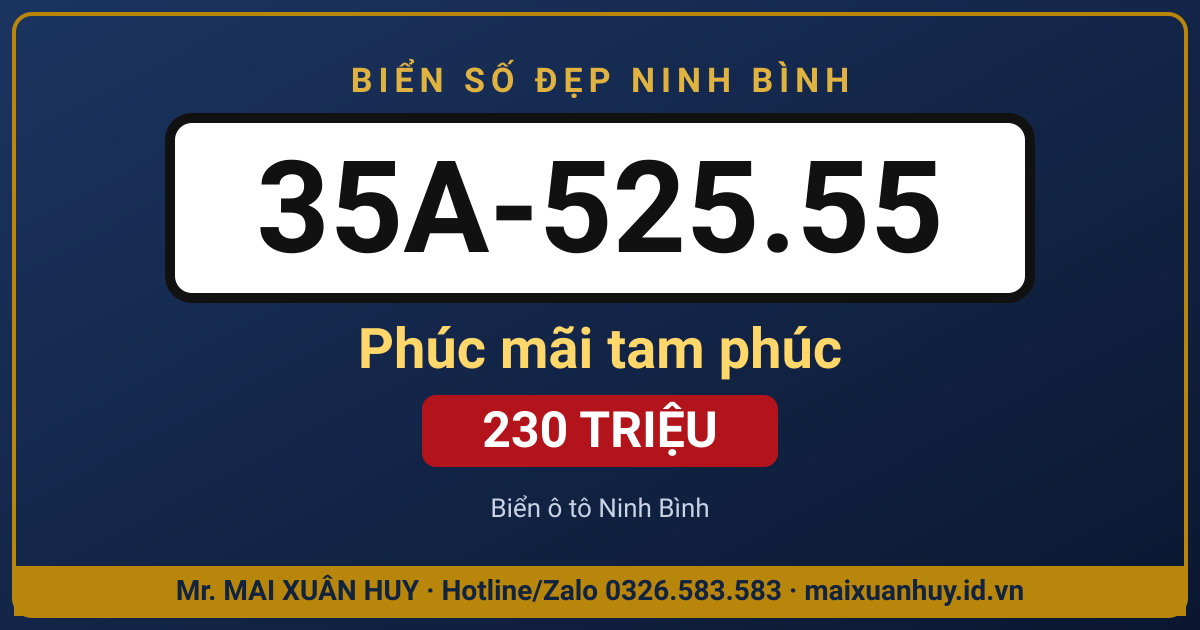 BIỂN SỐ ĐẸP NINH BÌNH
35A-525.55
Phúc mãi tam phúc
230 TRIỆU
Biển ô tô Ninh Bình
Mr. MAI XUÂN HUY · Hotline/Zalo 0326.583.583 · maixuanhuy.id.vn